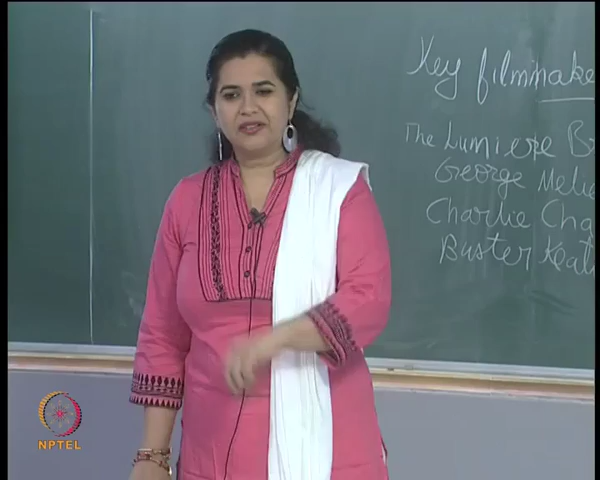 Key filmmake
The Lumiere B
George Melie
Charlie Cha
Buster Keat
NPTEL